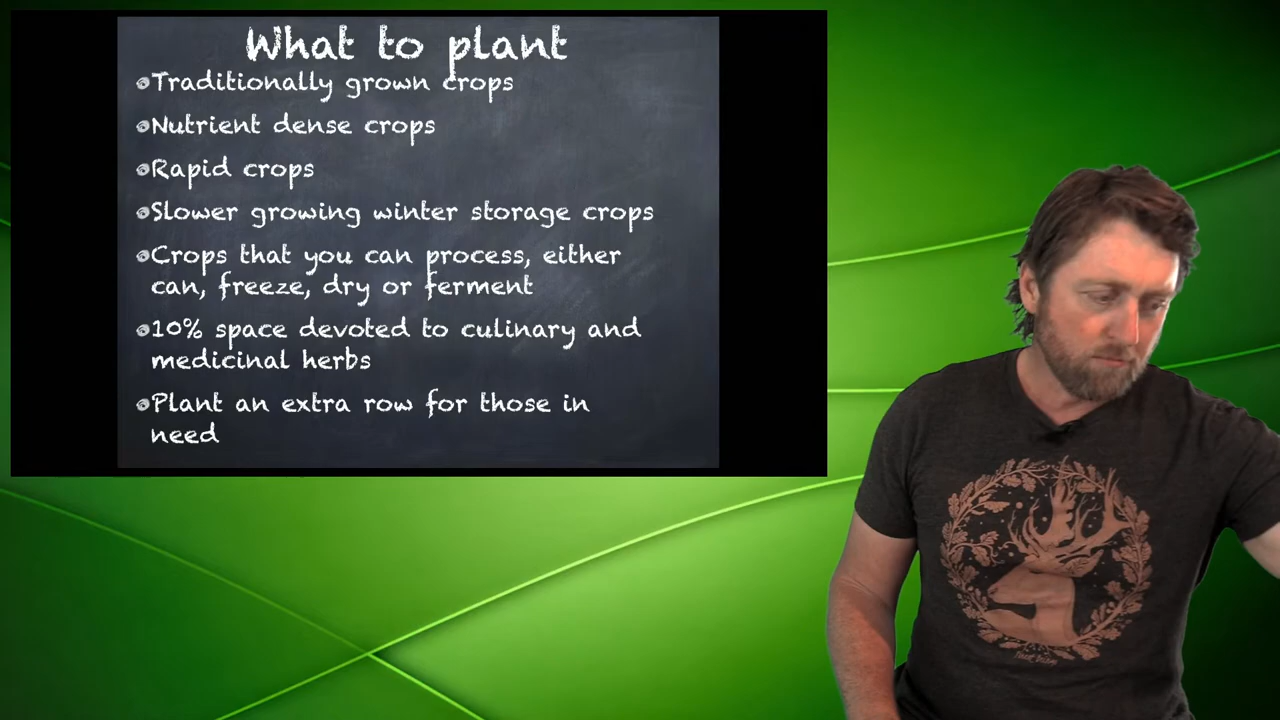 What to plant
Traditionally grown crops
Nutrient dense crops
Rapid crops
Slower growing winter storage crops
Crops that you can process, either
can, freeze, dry or ferment
10% space devoted to culinary and
medicinal herbs
Plant an extra row for those in
need